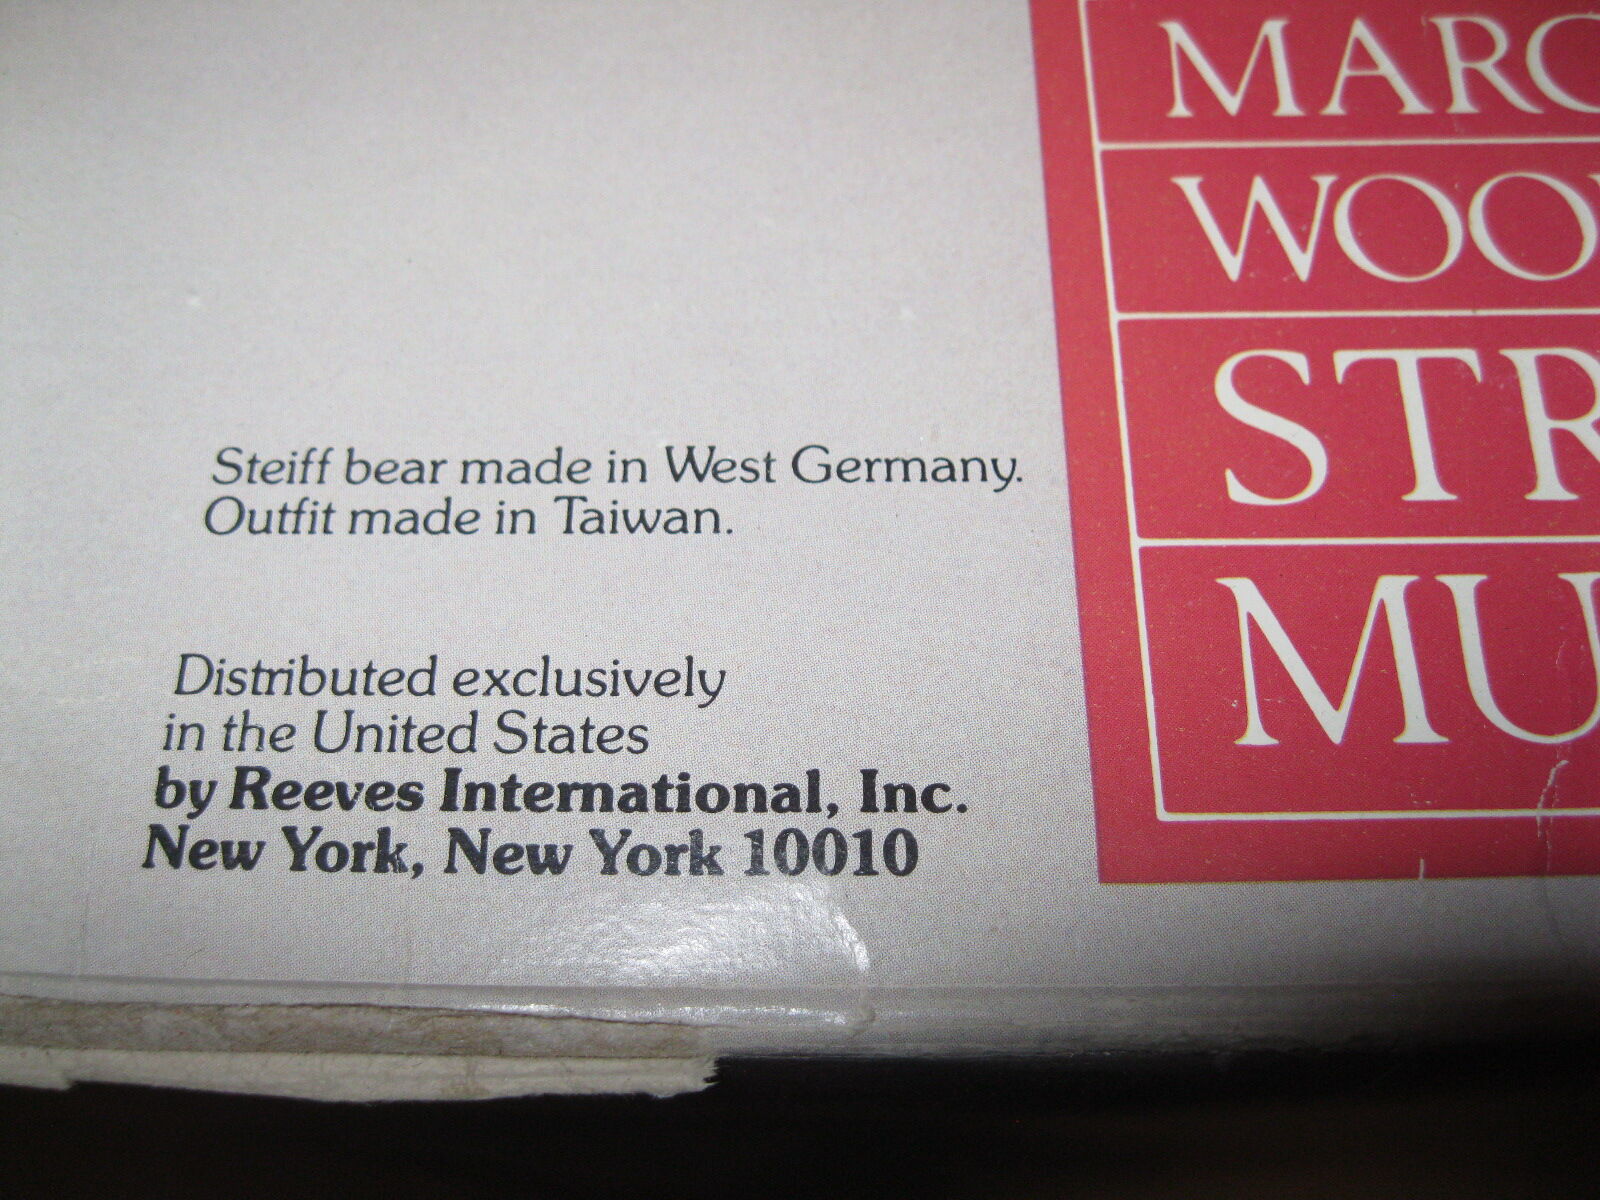 Steiff bear made in West Germany.
Outfit made in Taiwan.
Distributed exclusively
in the United States
by Reeves International, Inc.
New York, New York 10010
MARG
WOO
STR
MU